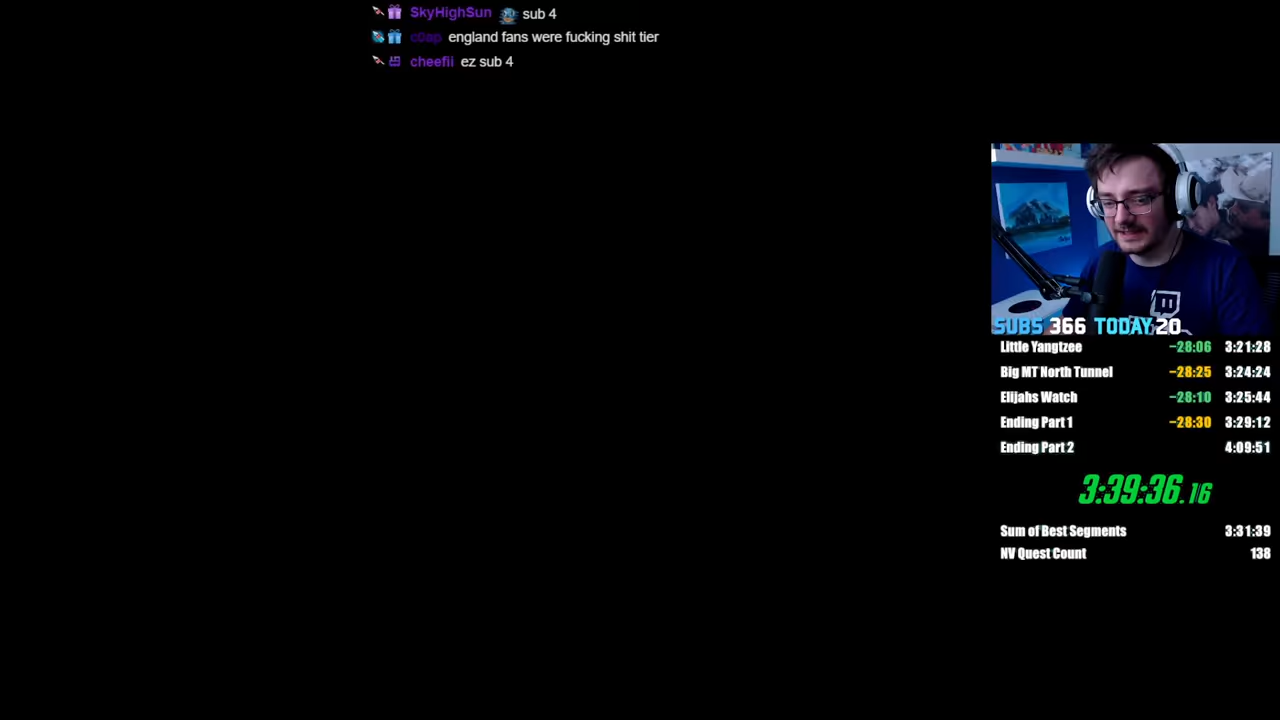 SkyHighSun sub 4
c0ap england fans were fucking shit tier
cheefii ez sub 4
SUBS 366 TODAY 20
Little Yangtzee -28:06 3:21:28
Big MT North Tunnel -28:25 3:24:24
Elijahs Watch -28:10 3:25:44
Ending Part 1 -28:30 3:29:12
Ending Part 2 4:09:51
3:39:36.16
Sum of Best Segments 3:31:39
NV Quest Count 138